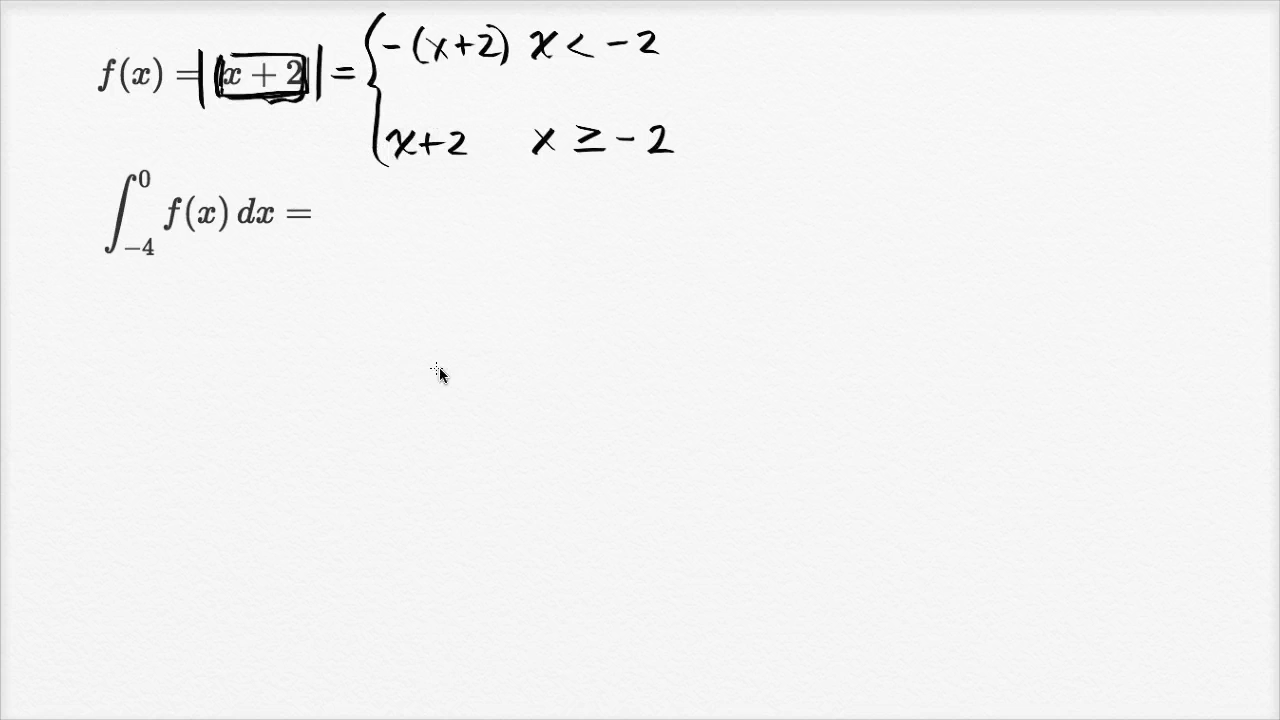 f(x) = |x + 2| = { -(x+2) x < -2
x+2 x ≥ -2
∫_{-4}^{0} f(x) dx =